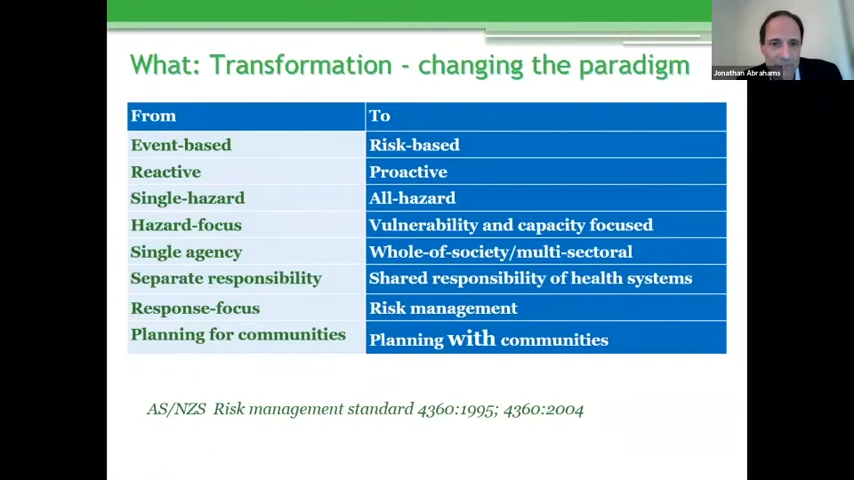 What: Transformation - changing the paradigm
Jonathan Abrahams
From To
Event-based Risk-based
Reactive Proactive
Single-hazard All-hazard
Hazard-focus Vulnerability and capacity focused
Single agency Whole-of-society/multi-sectoral
Separate responsibility Shared responsibility of health systems
Response-focus Risk management
Planning for communities Planning with communities
AS/NZS Risk management standard 4360:1995; 4360:2004